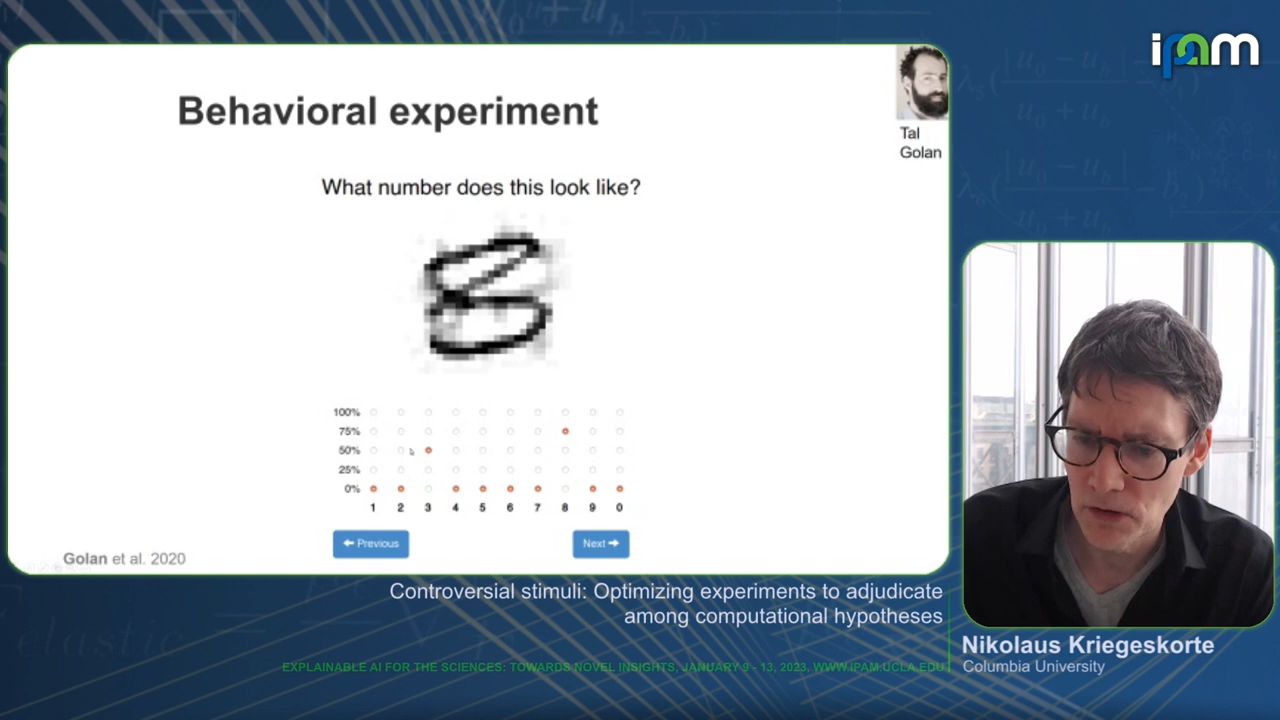 ipam
Behavioral experiment
Tal
Golan
What number does this look like?
100%
75%
50%
25%
0%
1 2 3 4 5 6 7 8 9 0
Previous
Next
Golan et al. 2020
Controversial stimuli: Optimizing experiments to adjudicate
among computational hypotheses
Nikolaus Kriegeskorte
Columbia University
EXPLAINABLE AI FOR THE SCIENCES: TOWARDS NOVEL INSIGHTS, JANUARY 9 - 13, 2023, WWW.IPAM.UCLA.EDU
elastic